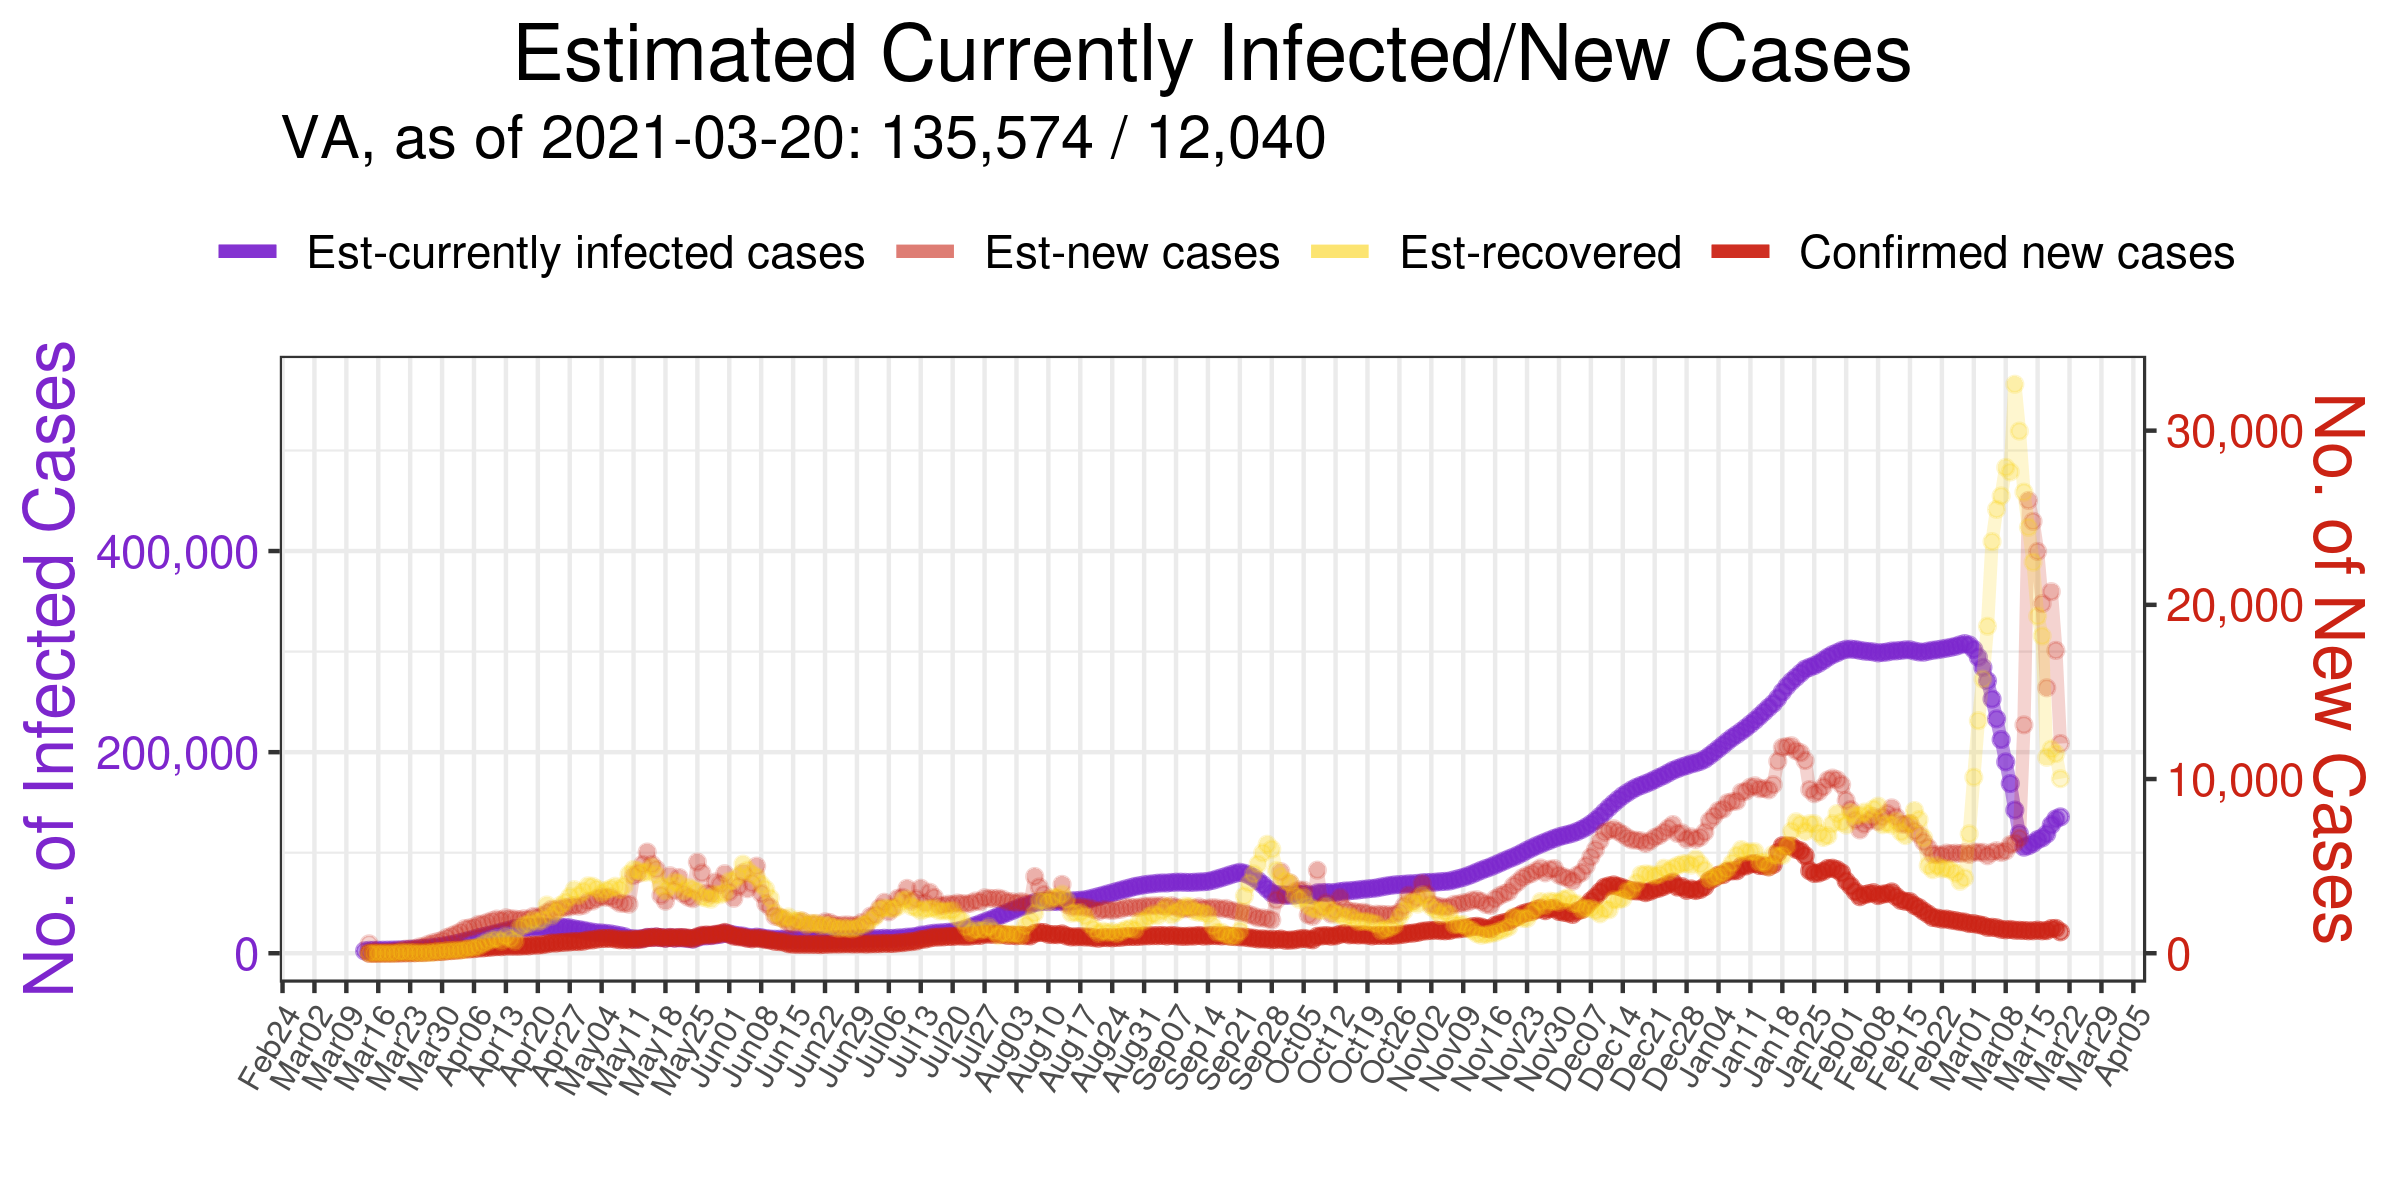 Estimated Currently Infected/New Cases
VA, as of 2021-03-20: 135,574 / 12,040
Est-currently infected cases Est-new cases Est-recovered Confirmed new cases
No. of Infected Cases
400,000
200,000
0
30,000
20,000
10,000
0
No. of New Cases
Feb24 Mar02 Mar09 Mar16 Mar23 Mar30 Apr06 Apr13 Apr20 Apr27 May04 May11 May18 May25 Jun01 Jun08 Jun15 Jun22 Jun29 Jul06 Jul13 Jul20 Jul27 Aug03 Aug10 Aug17 Aug24 Aug31 Sep07 Sep14 Sep21 Sep28 Oct05 Oct12 Oct19 Oct26 Nov02 Nov09 Nov16 Nov23 Nov30 Dec07 Dec14 Dec21 Dec28 Jan04 Jan11 Jan18 Jan25 Feb01 Feb08 Feb15 Feb22 Mar01 Mar08 Mar15 Mar22 Mar29 Apr05